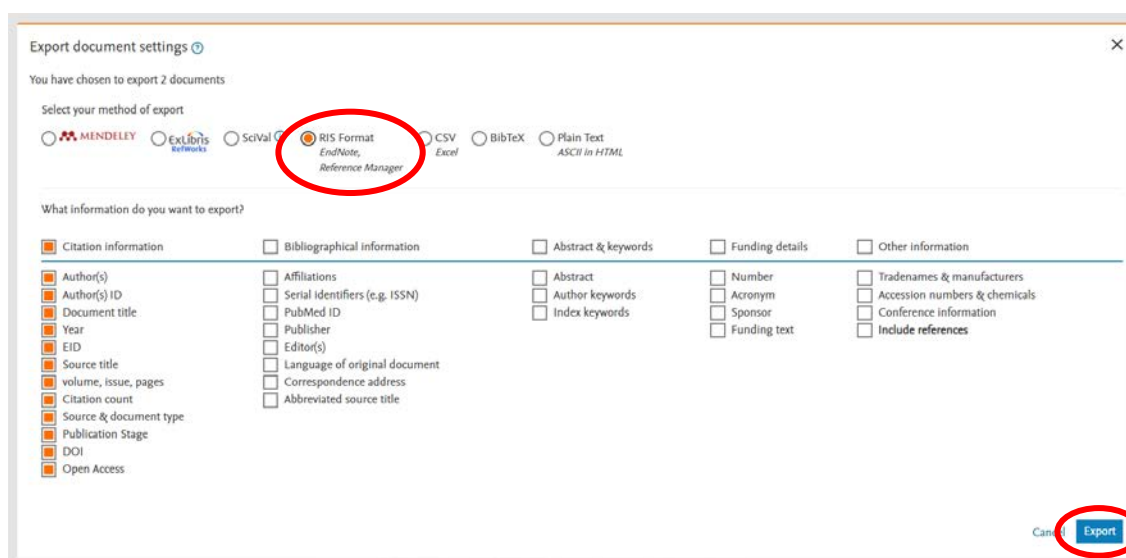 Export document settings
You have chosen to export 2 documents
Select your method of export
MENDELEY
ExLibris
RefWorks
SciVal
RIS Format
EndNote,
Reference Manager
CSV
Excel
BibTeX
Plain Text
ASCII in HTML
What information do you want to export?
Citation information
Author(s)
Author(s) ID
Document title
Year
EID
Source title
volume, issue, pages
Citation count
Source & document type
Publication Stage
DOI
Open Access
Bibliographical information
Affiliations
Serial identifiers (e.g. ISSN)
PubMed ID
Publisher
Editor(s)
Language of original document
Correspondence address
Abbreviated source title
Abstract & keywords
Abstract
Author keywords
Index keywords
Funding details
Number
Acronym
Sponsor
Funding text
Other information
Tradenames & manufacturers
Accession numbers & chemicals
Conference information
Include references
Cancel
Export